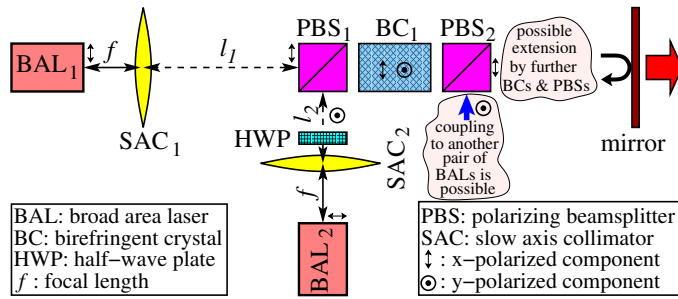 PBS1 BC1 PBS2
BAL1
f
l1
SAC1
l2
HWP
SAC2
f
BAL2
possible
extension
by further
BCs & PBSs
mirror
coupling
to another
pair of
BALs is
possible
BAL: broad area laser
BC: birefringent crystal
HWP: half-wave plate
f : focal length
PBS: polarizing beamsplitter
SAC: slow axis collimator
: x-polarized component
: y-polarized component